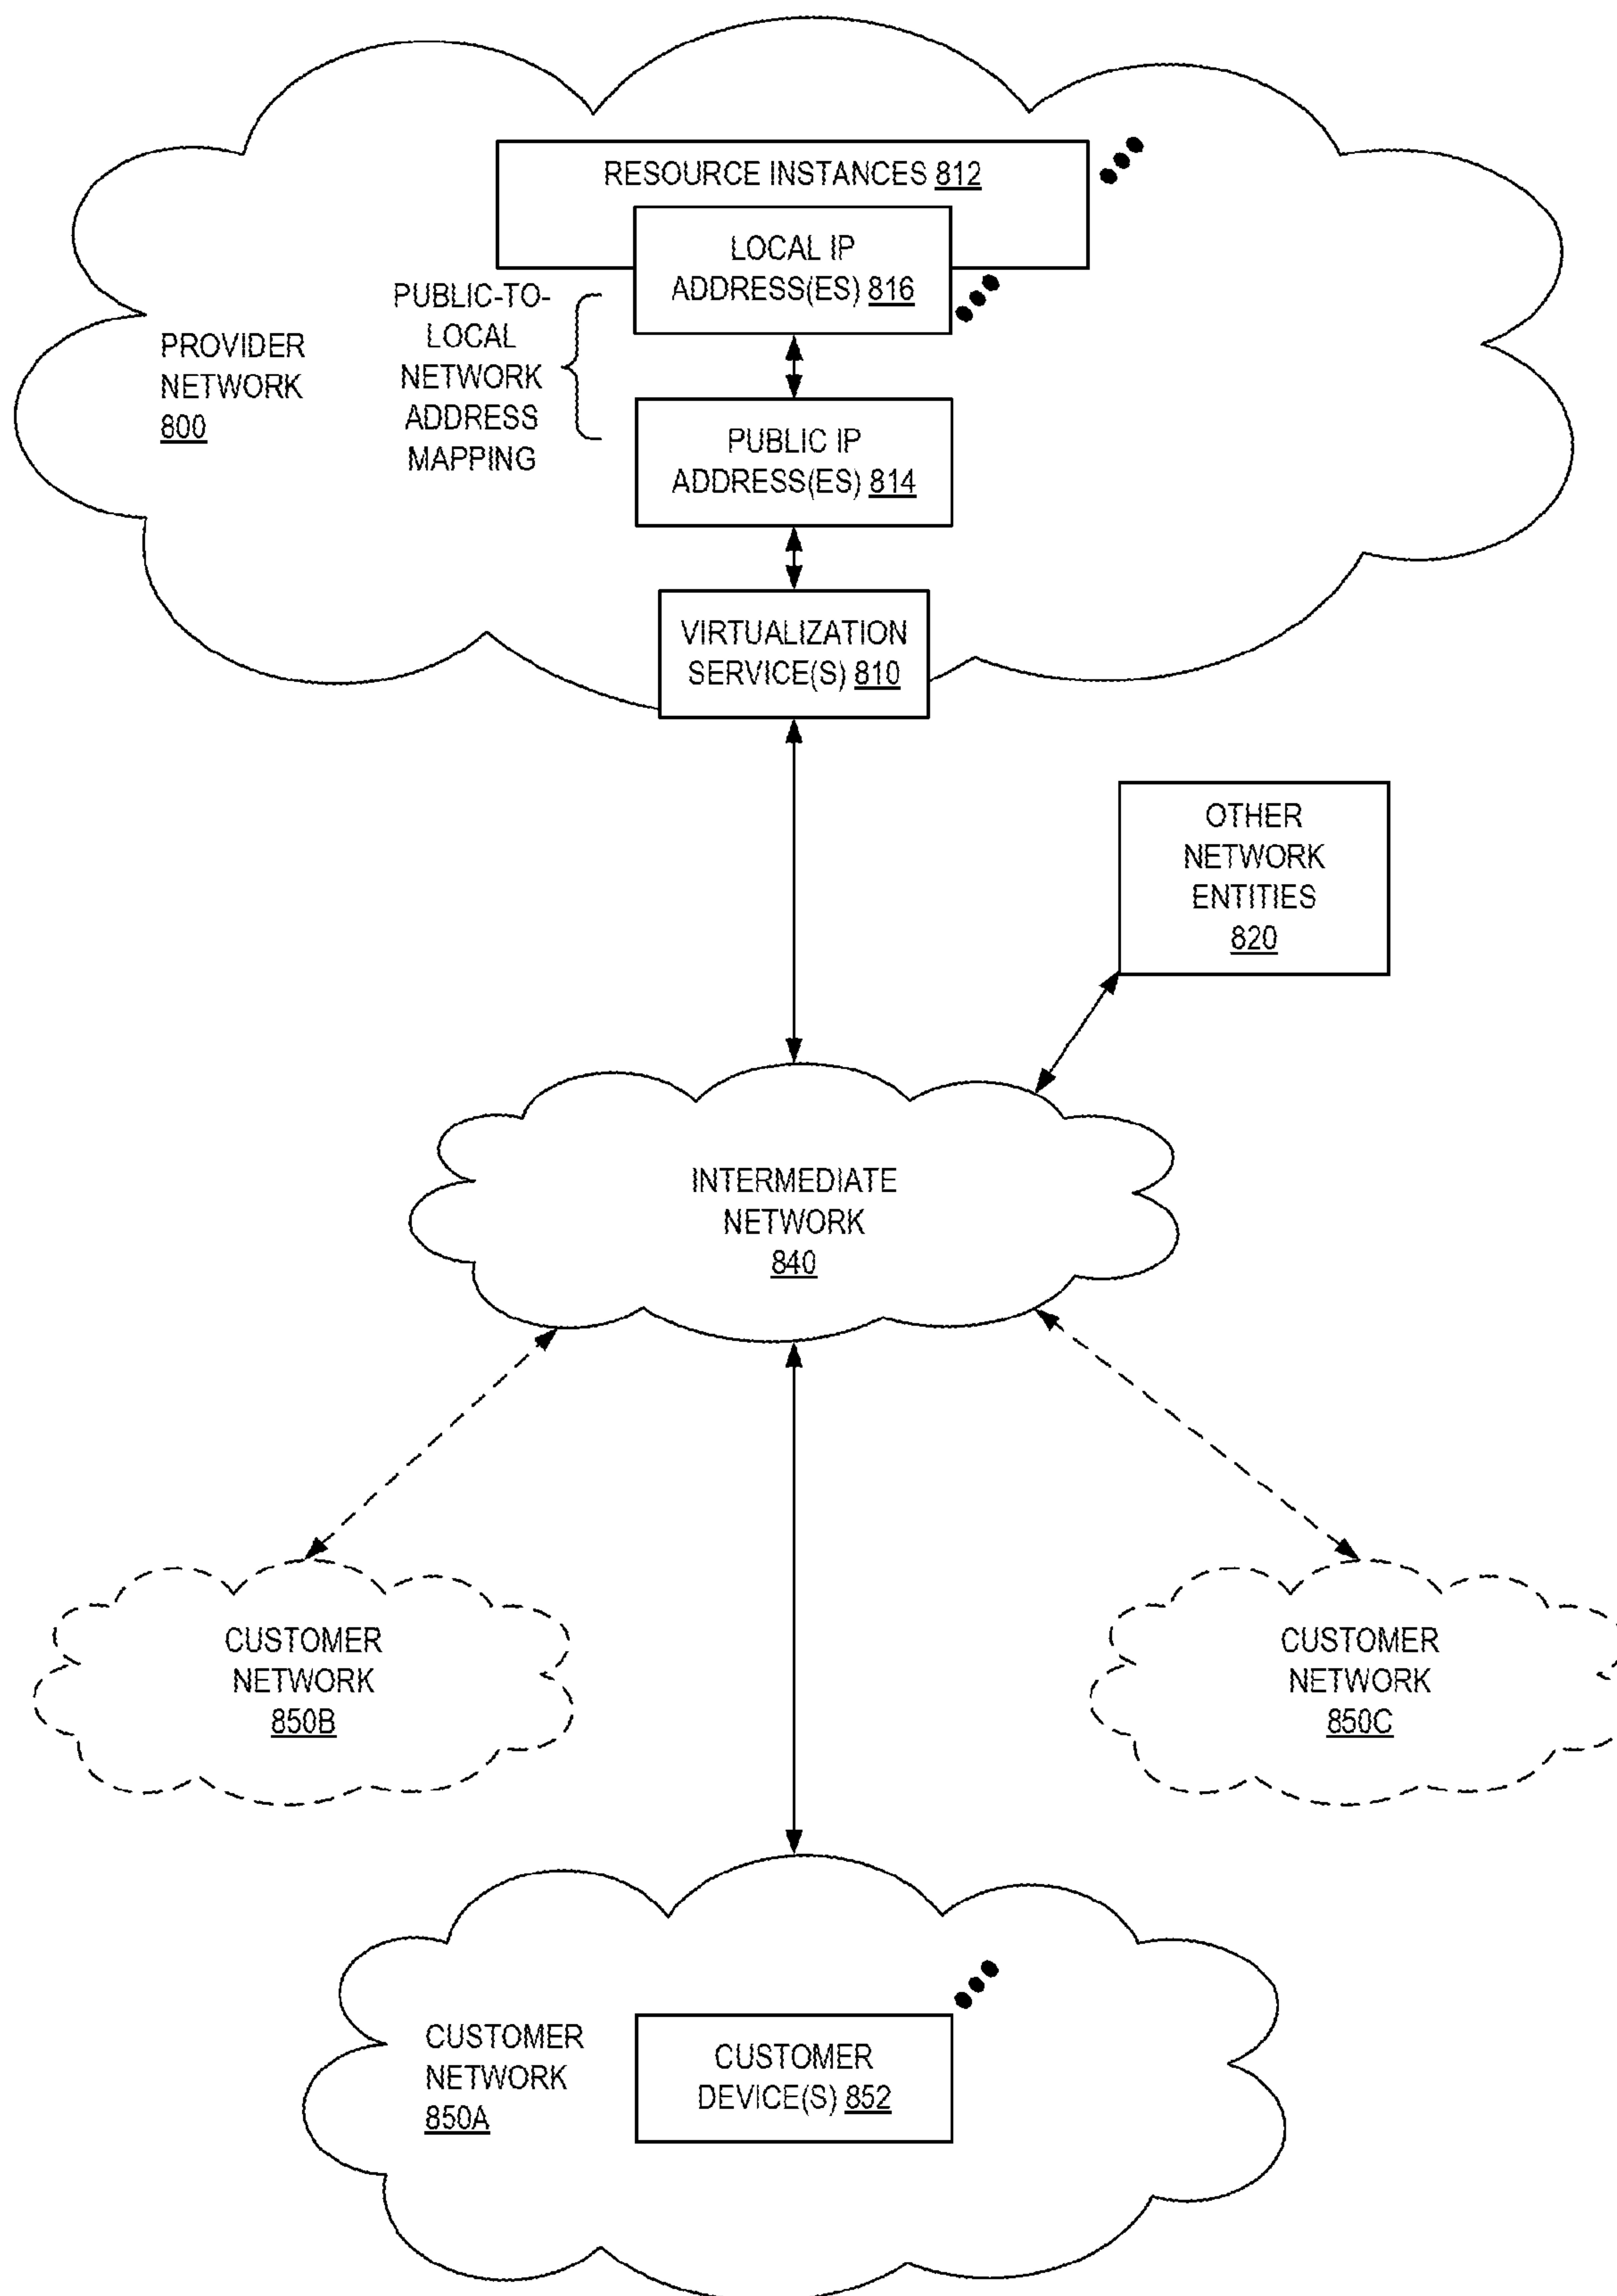 RESOURCE INSTANCES 812
LOCAL IP
ADDRESS(ES) 816
PUBLIC-TO-
LOCAL
NETWORK
ADDRESS
MAPPING
PROVIDER
NETWORK
800
PUBLIC IP
ADDRESS(ES) 814
VIRTUALIZATION
SERVICE(S) 810
OTHER
NETWORK
ENTITIES
820
INTERMEDIATE
NETWORK
840
CUSTOMER
NETWORK
850B
CUSTOMER
NETWORK
850C
CUSTOMER
NETWORK
850A
CUSTOMER
DEVICE(S) 852